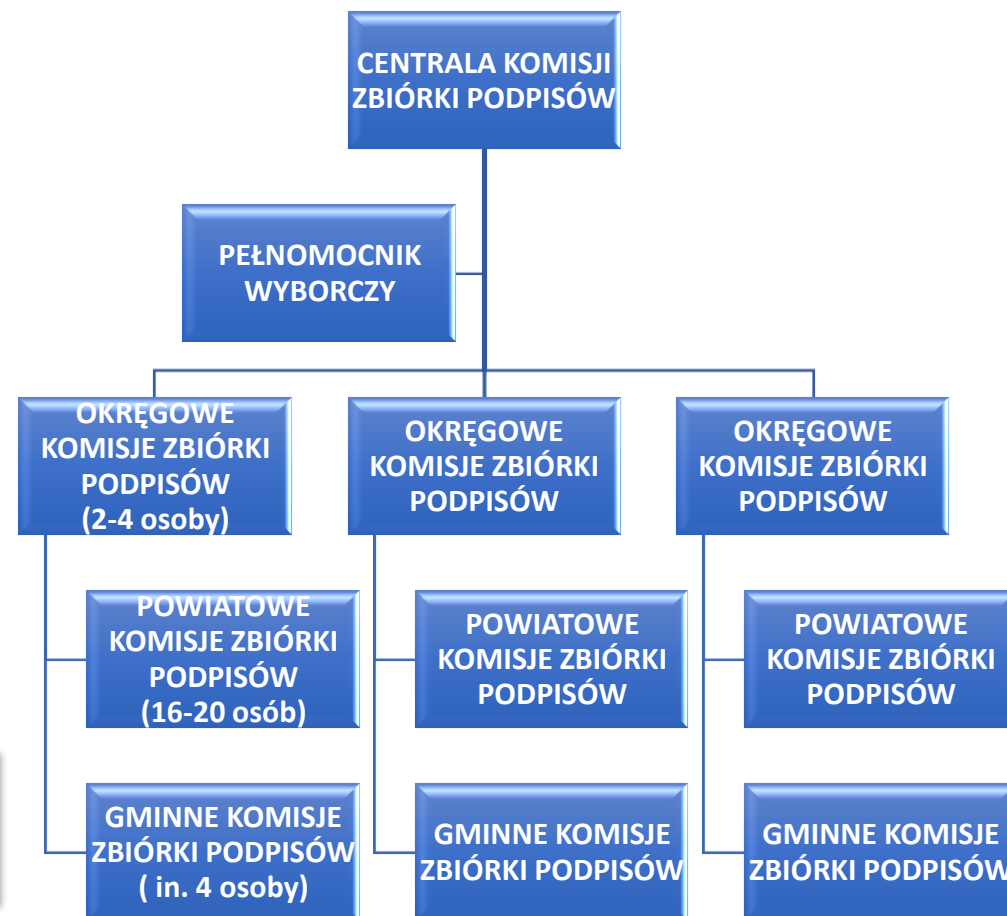 CENTRALA KOMISJI
ZBIÓRKI PODPISÓW
PEŁNOMOCNIK
WYBORCZY
OKRĘGOWE
KOMISJE ZBIÓRKI
PODPISÓW
(2-4 osoby)
OKRĘGOWE
KOMISJE ZBIÓRKI
PODPISÓW
OKRĘGOWE
KOMISJE ZBIÓRKI
PODPISÓW
POWIATOWE
KOMISJE ZBIÓRKI
PODPISÓW
(16-20 osób)
POWIATOWE
KOMISJE ZBIÓRKI
PODPISÓW
POWIATOWE
KOMISJE ZBIÓRKI
PODPISÓW
GMINNE KOMISJE
ZBIÓRKI PODPISÓW
( in. 4 osoby)
GMINNE KOMISJE
ZBIÓRKI PODPISÓW
GMINNE KOMISJE
ZBIÓRKI PODPISÓW